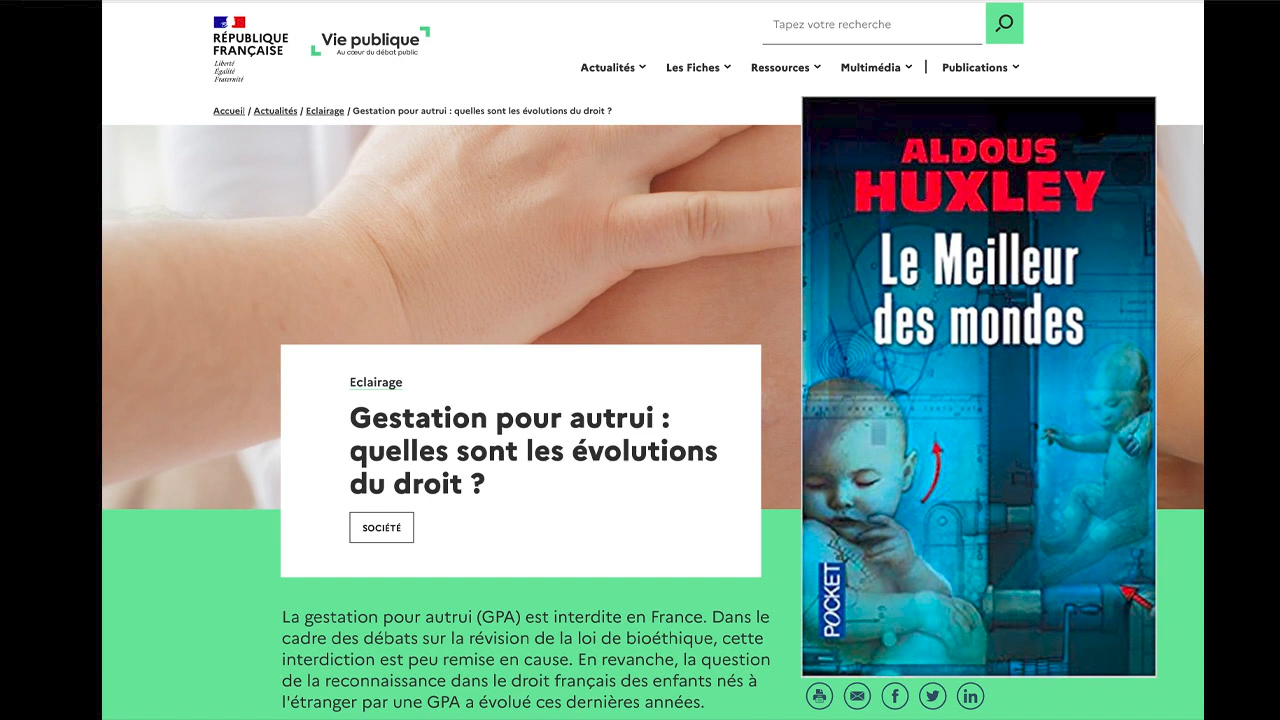 RÉPUBLIQUE
FRANÇAISE
Liberté
Égalité
Fraternité
Vie publique
Au cœur du débat public
Tapez votre recherche
Actualités Les Fiches Ressources Multimédia | Publications
Accueil / Actualités / Eclairage / Gestation pour autrui : quelles sont les évolutions du droit ?
Eclairage
Gestation pour autrui :
quelles sont les évolutions
du droit ?
SOCIÉTÉ
La gestation pour autrui (GPA) est interdite en France. Dans le
cadre des débats sur la révision de la loi de bioéthique, cette
interdiction est peu remise en cause. En revanche, la question
de la reconnaissance dans le droit français des enfants nés à
l'étranger par une GPA a évolué ces dernières années.
ALDOUS
HUXLEY
Le Meilleur
des mondes
POCKET